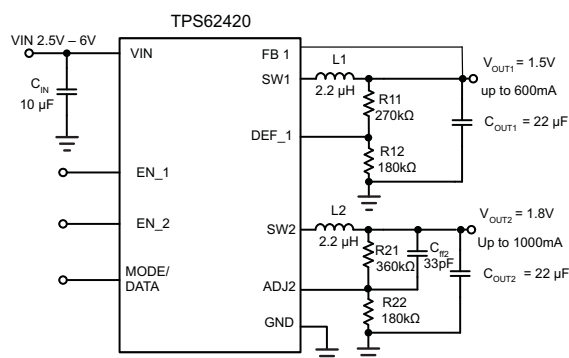 TPS62420
VIN 2.5V – 6V
VIN
FB 1
L1
SW1
2.2 µH
V_OUT1 = 1.5V
up to 600mA
C_IN
10 µF
R11
270kΩ
DEF_1
R12
180kΩ
C_OUT1 = 22 µF
EN_1
EN_2
L2
SW2
2.2 µH
V_OUT2 = 1.8V
Up to 1000mA
R21
360kΩ
C_ff2
33pF
MODE/
DATA
ADJ2
C_OUT2 = 22 µF
R22
180kΩ
GND